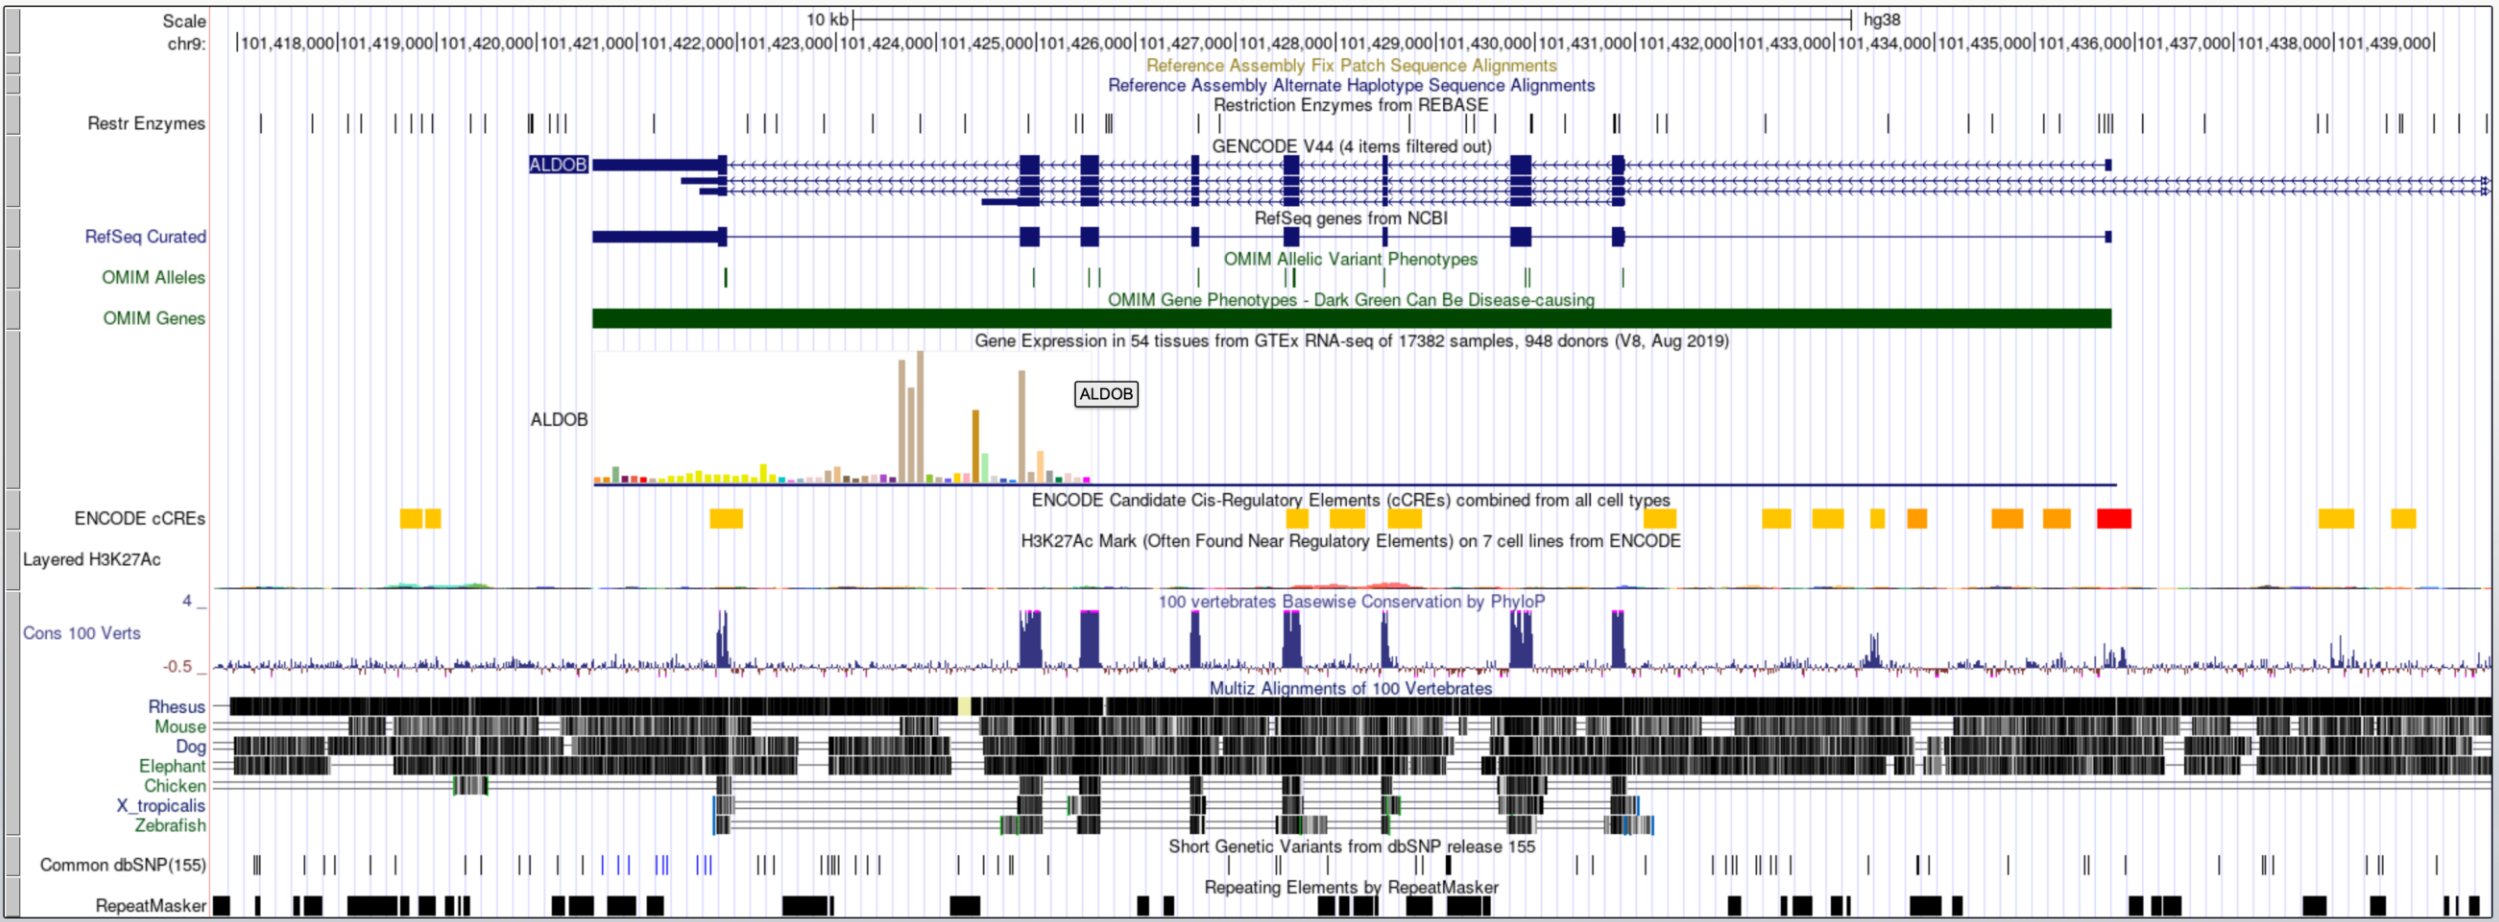 Scale 10 kb hg38
chr9: |101,418,000|101,419,000|101,420,000|101,421,000|101,422,000|101,423,000|101,424,000|101,425,000|101,426,000|101,427,000|101,428,000|101,429,000|101,430,000|101,431,000|101,432,000|101,433,000|101,434,000|101,435,000|101,436,000|101,437,000|101,438,000|101,439,000|
Reference Assembly Fix Patch Sequence Alignments
Reference Assembly Alternate Haplotype Sequence Alignments
Restriction Enzymes from REBASE
Restr Enzymes
GENCODE V44 (4 items filtered out)
ALDOB
RefSeq genes from NCBI
RefSeq Curated
OMIM Allelic Variant Phenotypes
OMIM Alleles
OMIM Gene Phenotypes - Dark Green Can Be Disease-causing
OMIM Genes
Gene Expression in 54 tissues from GTEx RNA-seq of 17382 samples, 948 donors (V8, Aug 2019)
ALDOB
ALDOB
ENCODE Candidate Cis-Regulatory Elements (cCREs) combined from all cell types
ENCODE cCREs
H3K27Ac Mark (Often Found Near Regulatory Elements) on 7 cell lines from ENCODE
Layered H3K27Ac
100 vertebrates Basewise Conservation by PhyloP
4 _
Cons 100 Verts
-0.5 _
Multiz Alignments of 100 Vertebrates
Rhesus
Mouse
Dog
Elephant
Chicken
X_tropicalis
Zebrafish
Short Genetic Variants from dbSNP release 155
Common dbSNP(155)
Repeating Elements by RepeatMasker
RepeatMasker